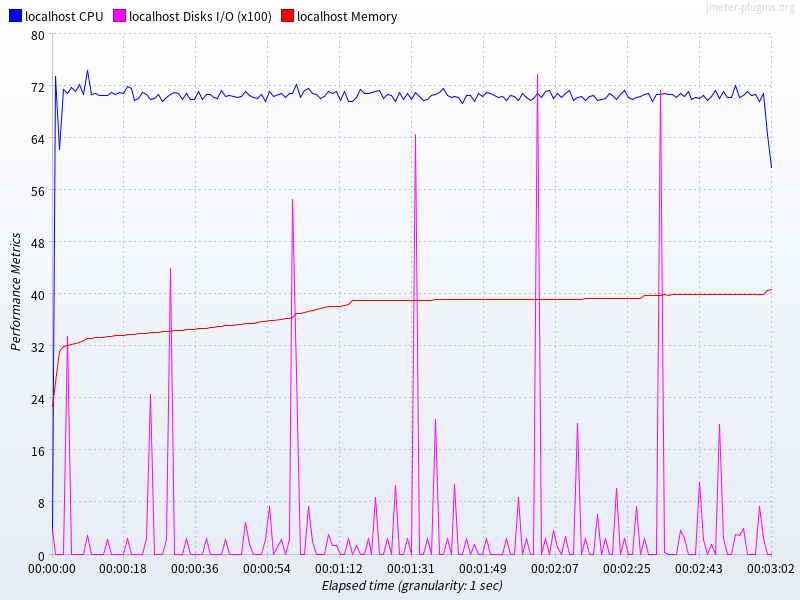 jmeter-plugins.org
localhost CPU localhost Disks I/O (x100) localhost Memory
80
72
64
56
48
40
32
24
16
8
0
Performance Metrics
00:00:00 00:00:18 00:00:36 00:00:54 00:01:12 00:01:31 00:01:49 00:02:07 00:02:25 00:02:43 00:03:02
Elapsed time (granularity: 1 sec)